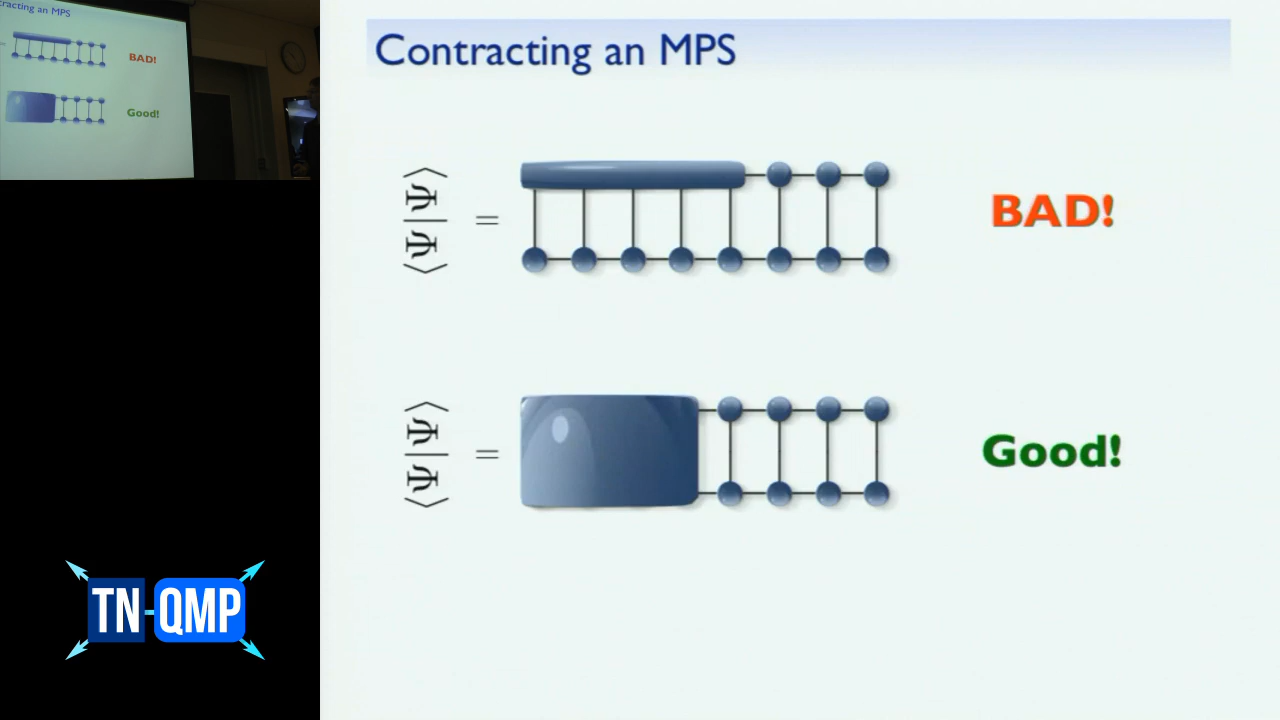 racting an MPS
BAD!
Good!
Contracting an MPS
⟨Ψ|Ψ⟩ =
BAD!
⟨Ψ|Ψ⟩ =
Good!
TN-QMP